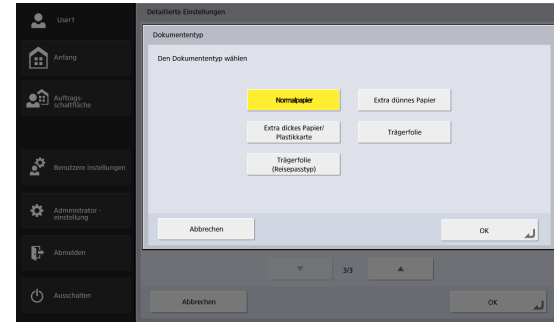 User1
Anfang
Auftrags-
schaltfläche
Benutzere instellungen
Administrator -
einstellung
Abmelden
Ausschalten
Detaillierte Einstellungen
Dokumententyp
Den Dokumententyp wählen
Normalpapier
Extra dünnes Papier
Extra dickes Papier/
Plastikkarte
Trägerfolie
Trägerfolie
(Reisepasstyp)
Abbrechen
OK
3/3
Abbrechen
OK